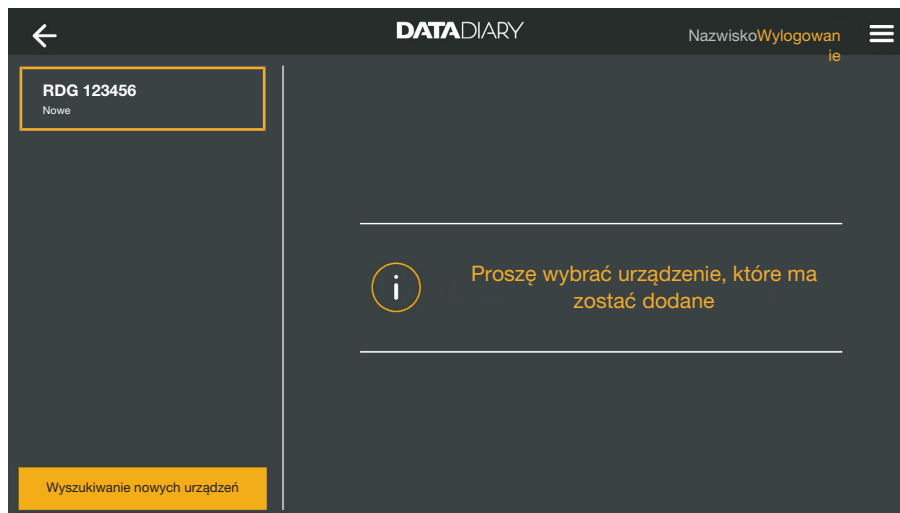 DATADIARY
NazwiskoWylogowan
ie
RDG 123456
Nowe
Proszę wybrać urządzenie, które ma
zostać dodane
Wyszukiwanie nowych urządzeń